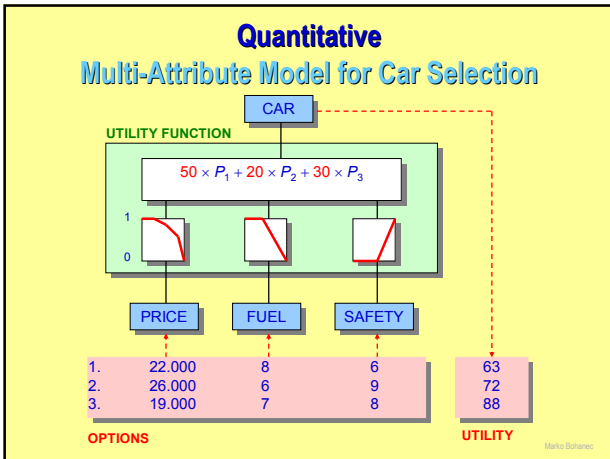 Quantitative
Multi-Attribute Model for Car Selection
CAR
UTILITY FUNCTION
50 × P₁ + 20 × P₂ + 30 × P₃
1
0
PRICE FUEL SAFETY
1. 22.000 8 6 63
2. 26.000 6 9 72
3. 19.000 7 8 88
OPTIONS UTILITY
Marko Bohanec